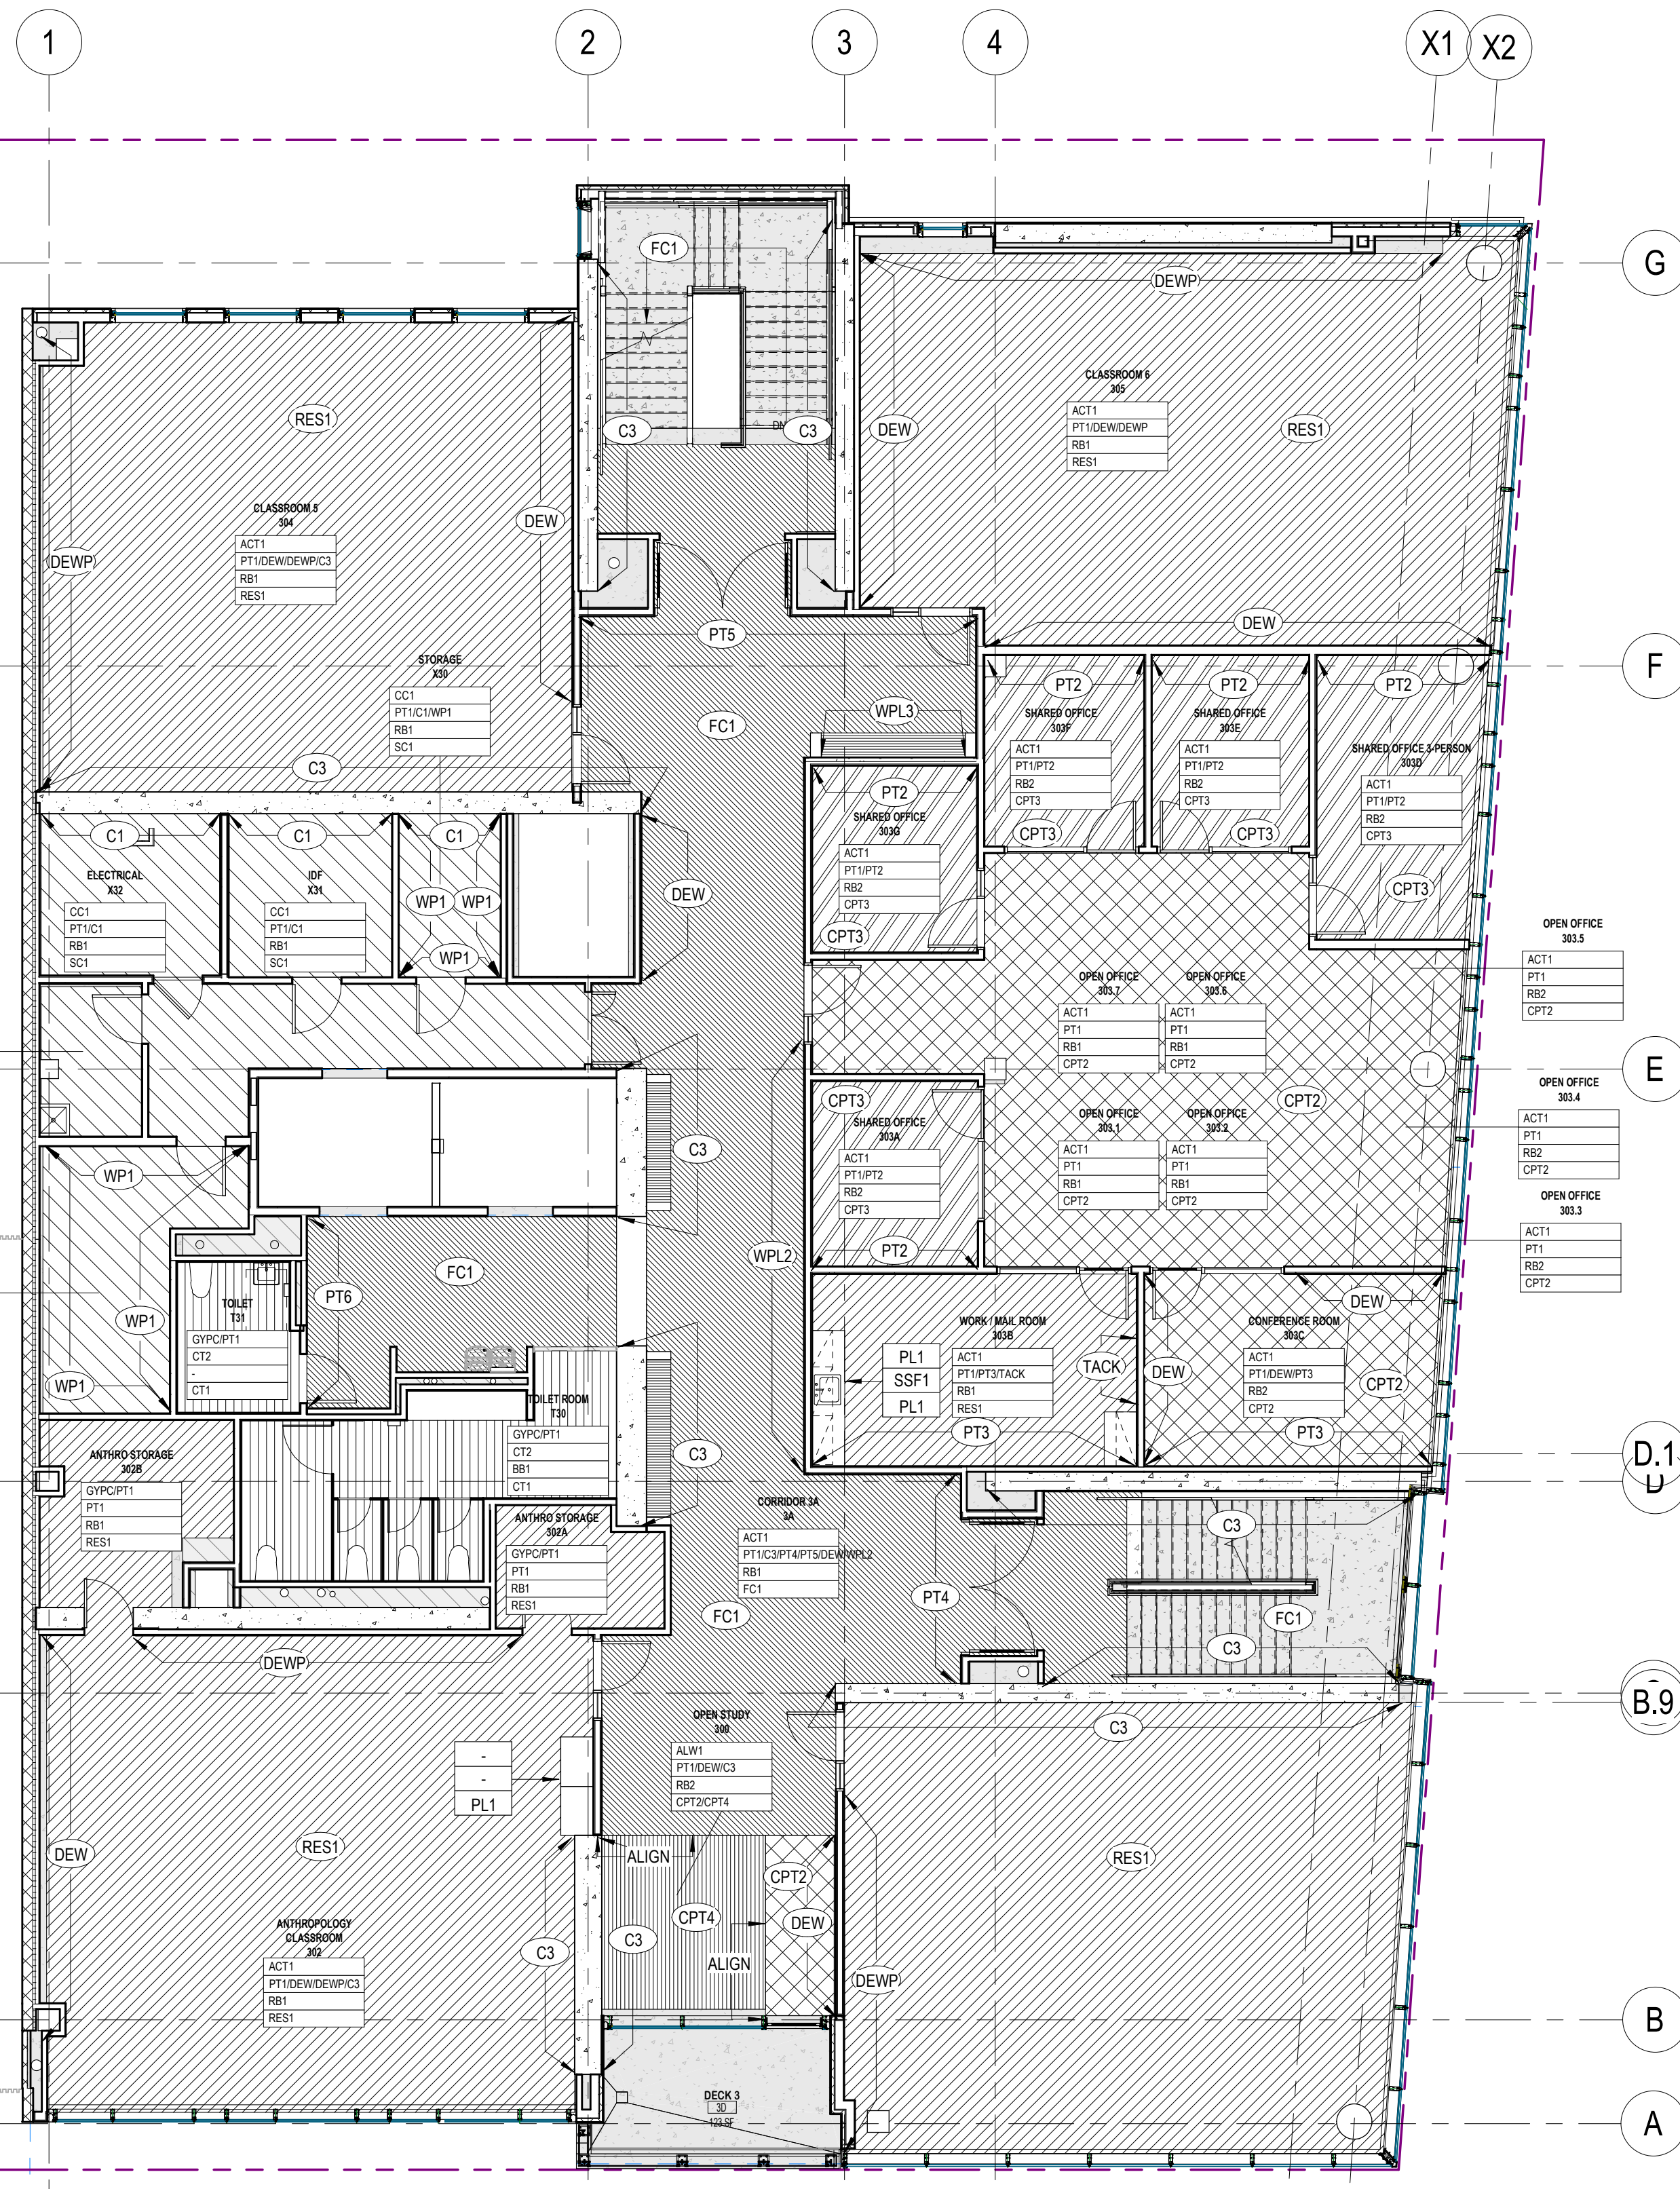 1
2
3
4
X1
X2
G
FC1
DEWP
CLASSROOM 6
305
ACT1
PT1/DEW/DEWP
RB1
RES1
RES1
RES1
C3
DN
C3
DEW
CLASSROOM 5
304
ACT1
PT1/DEW/DEWP/C3
RB1
RES1
DEW
DEWP
DEW
PT5
STORAGE
X30
CC1
PT1/C1/WP1
RB1
SC1
F
PT2
PT2
PT2
WPL3
FC1
SHARED OFFICE
303F
ACT1
PT1/PT2
RB2
CPT3
SHARED OFFICE
303E
ACT1
PT1/PT2
RB2
CPT3
SHARED OFFICE 3-PERSON
303D
ACT1
PT1/PT2
RB2
CPT3
C3
PT2
SHARED OFFICE
303G
ACT1
PT1/PT2
RB2
CPT3
C1
C1
C1
CPT3
CPT3
CPT3
CPT3
ELECTRICAL
X32
CC1
PT1/C1
RB1
SC1
IDF
X31
CC1
PT1/C1
RB1
SC1
WP1
WP1
WP1
DEW
OPEN OFFICE
303.5
ACT1
PT1
RB2
CPT2
OPEN OFFICE
303.7
ACT1
PT1
RB1
CPT2
OPEN OFFICE
303.6
ACT1
PT1
RB1
CPT2
E
OPEN OFFICE
303.4
ACT1
PT1
RB2
CPT2
CPT3
CPT2
SHARED OFFICE
303A
ACT1
PT1/PT2
RB2
CPT3
OPEN OFFICE
303.1
ACT1
PT1
RB1
CPT2
OPEN OFFICE
303.2
ACT1
PT1
RB1
CPT2
C3
WP1
OPEN OFFICE
303.3
ACT1
PT1
RB2
CPT2
PT2
WPL2
FC1
PT6
WP1
TOILET
T31
GYPC/PT1
CT2
-
CT1
DEW
WORK / MAIL ROOM
303B
ACT1
PT1/PT3/TACK
RB1
RES1
CONFERENCE ROOM
303C
ACT1
PT1/DEW/PT3
RB2
CPT2
PL1
SSF1
PL1
TACK
DEW
CPT2
WP1
PT3
PT3
TOILET ROOM
T30
GYPC/PT1
CT2
BB1
CT1
C3
D.1
D
ANTHRO STORAGE
302B
GYPC/PT1
PT1
RB1
RES1
ANTHRO STORAGE
302A
GYPC/PT1
PT1
RB1
RES1
CORRIDOR 3A
3A
ACT1
PT1/C3/PT4/PT5/DEW/WPL2
RB1
FC1
C3
PT4
FC1
FC1
C3
DEWP
B.9
OPEN STUDY
300
ALW1
PT1/DEW/C3
RB2
CPT2/CPT4
C3
-
-
PL1
DEW
RES1
ALIGN
RES1
CPT2
CPT4
DEW
ANTHROPOLOGY
CLASSROOM
302
ACT1
PT1/DEW/DEWP/C3
RB1
RES1
C3
C3
ALIGN
DEWP
B
DECK 3
3D
123 SF
A